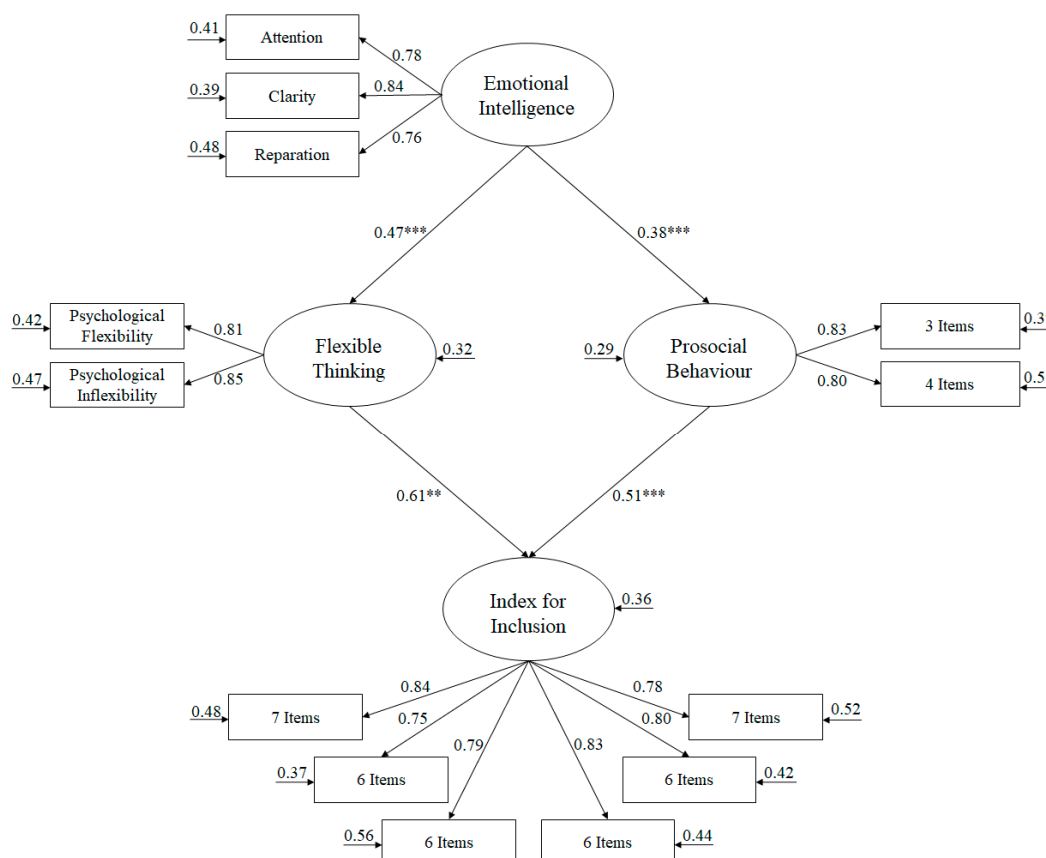 0.41
Attention
0.78
0.39
Clarity
0.84
0.48
Reparation
0.76
Emotional
Intelligence
0.47***
0.38***
0.42
Psychological
Flexibility
0.81
0.47
Psychological
Inflexibility
0.85
Flexible
Thinking
0.32
0.29
Prosocial
Behaviour
0.83
3 Items
0.80
4 Items
0.61**
0.51***
Index for
Inclusion
0.36
0.48
7 Items
0.84
0.78
7 Items
0.52
0.37
6 Items
0.75
0.80
6 Items
0.42
0.56
6 Items
0.79
0.83
6 Items
0.44